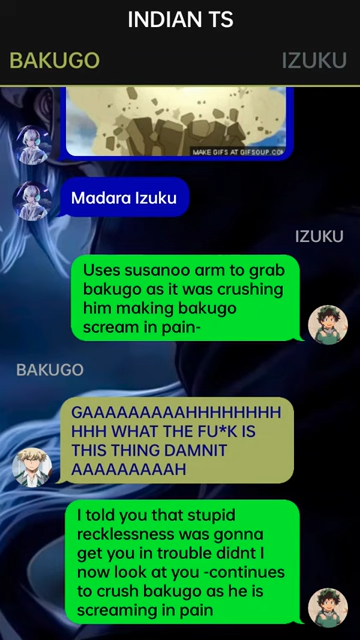 INDIAN TS
BAKUGO
IZUKU
MAKE GIFS AT GIFSOUP.COM
Madara Izuku
IZUKU
Uses susanoo arm to grab
bakugo as it was crushing
him making bakugo
scream in pain-
BAKUGO
GAAAAAAAAAHHHHHHHH
HHH WHAT THE FU*K IS
THIS THING DAMNIT
AAAAAAAAAH
I told you that stupid
recklessness was gonna
get you in trouble didnt I
now look at you -continues
to crush bakugo as he is
screaming in pain